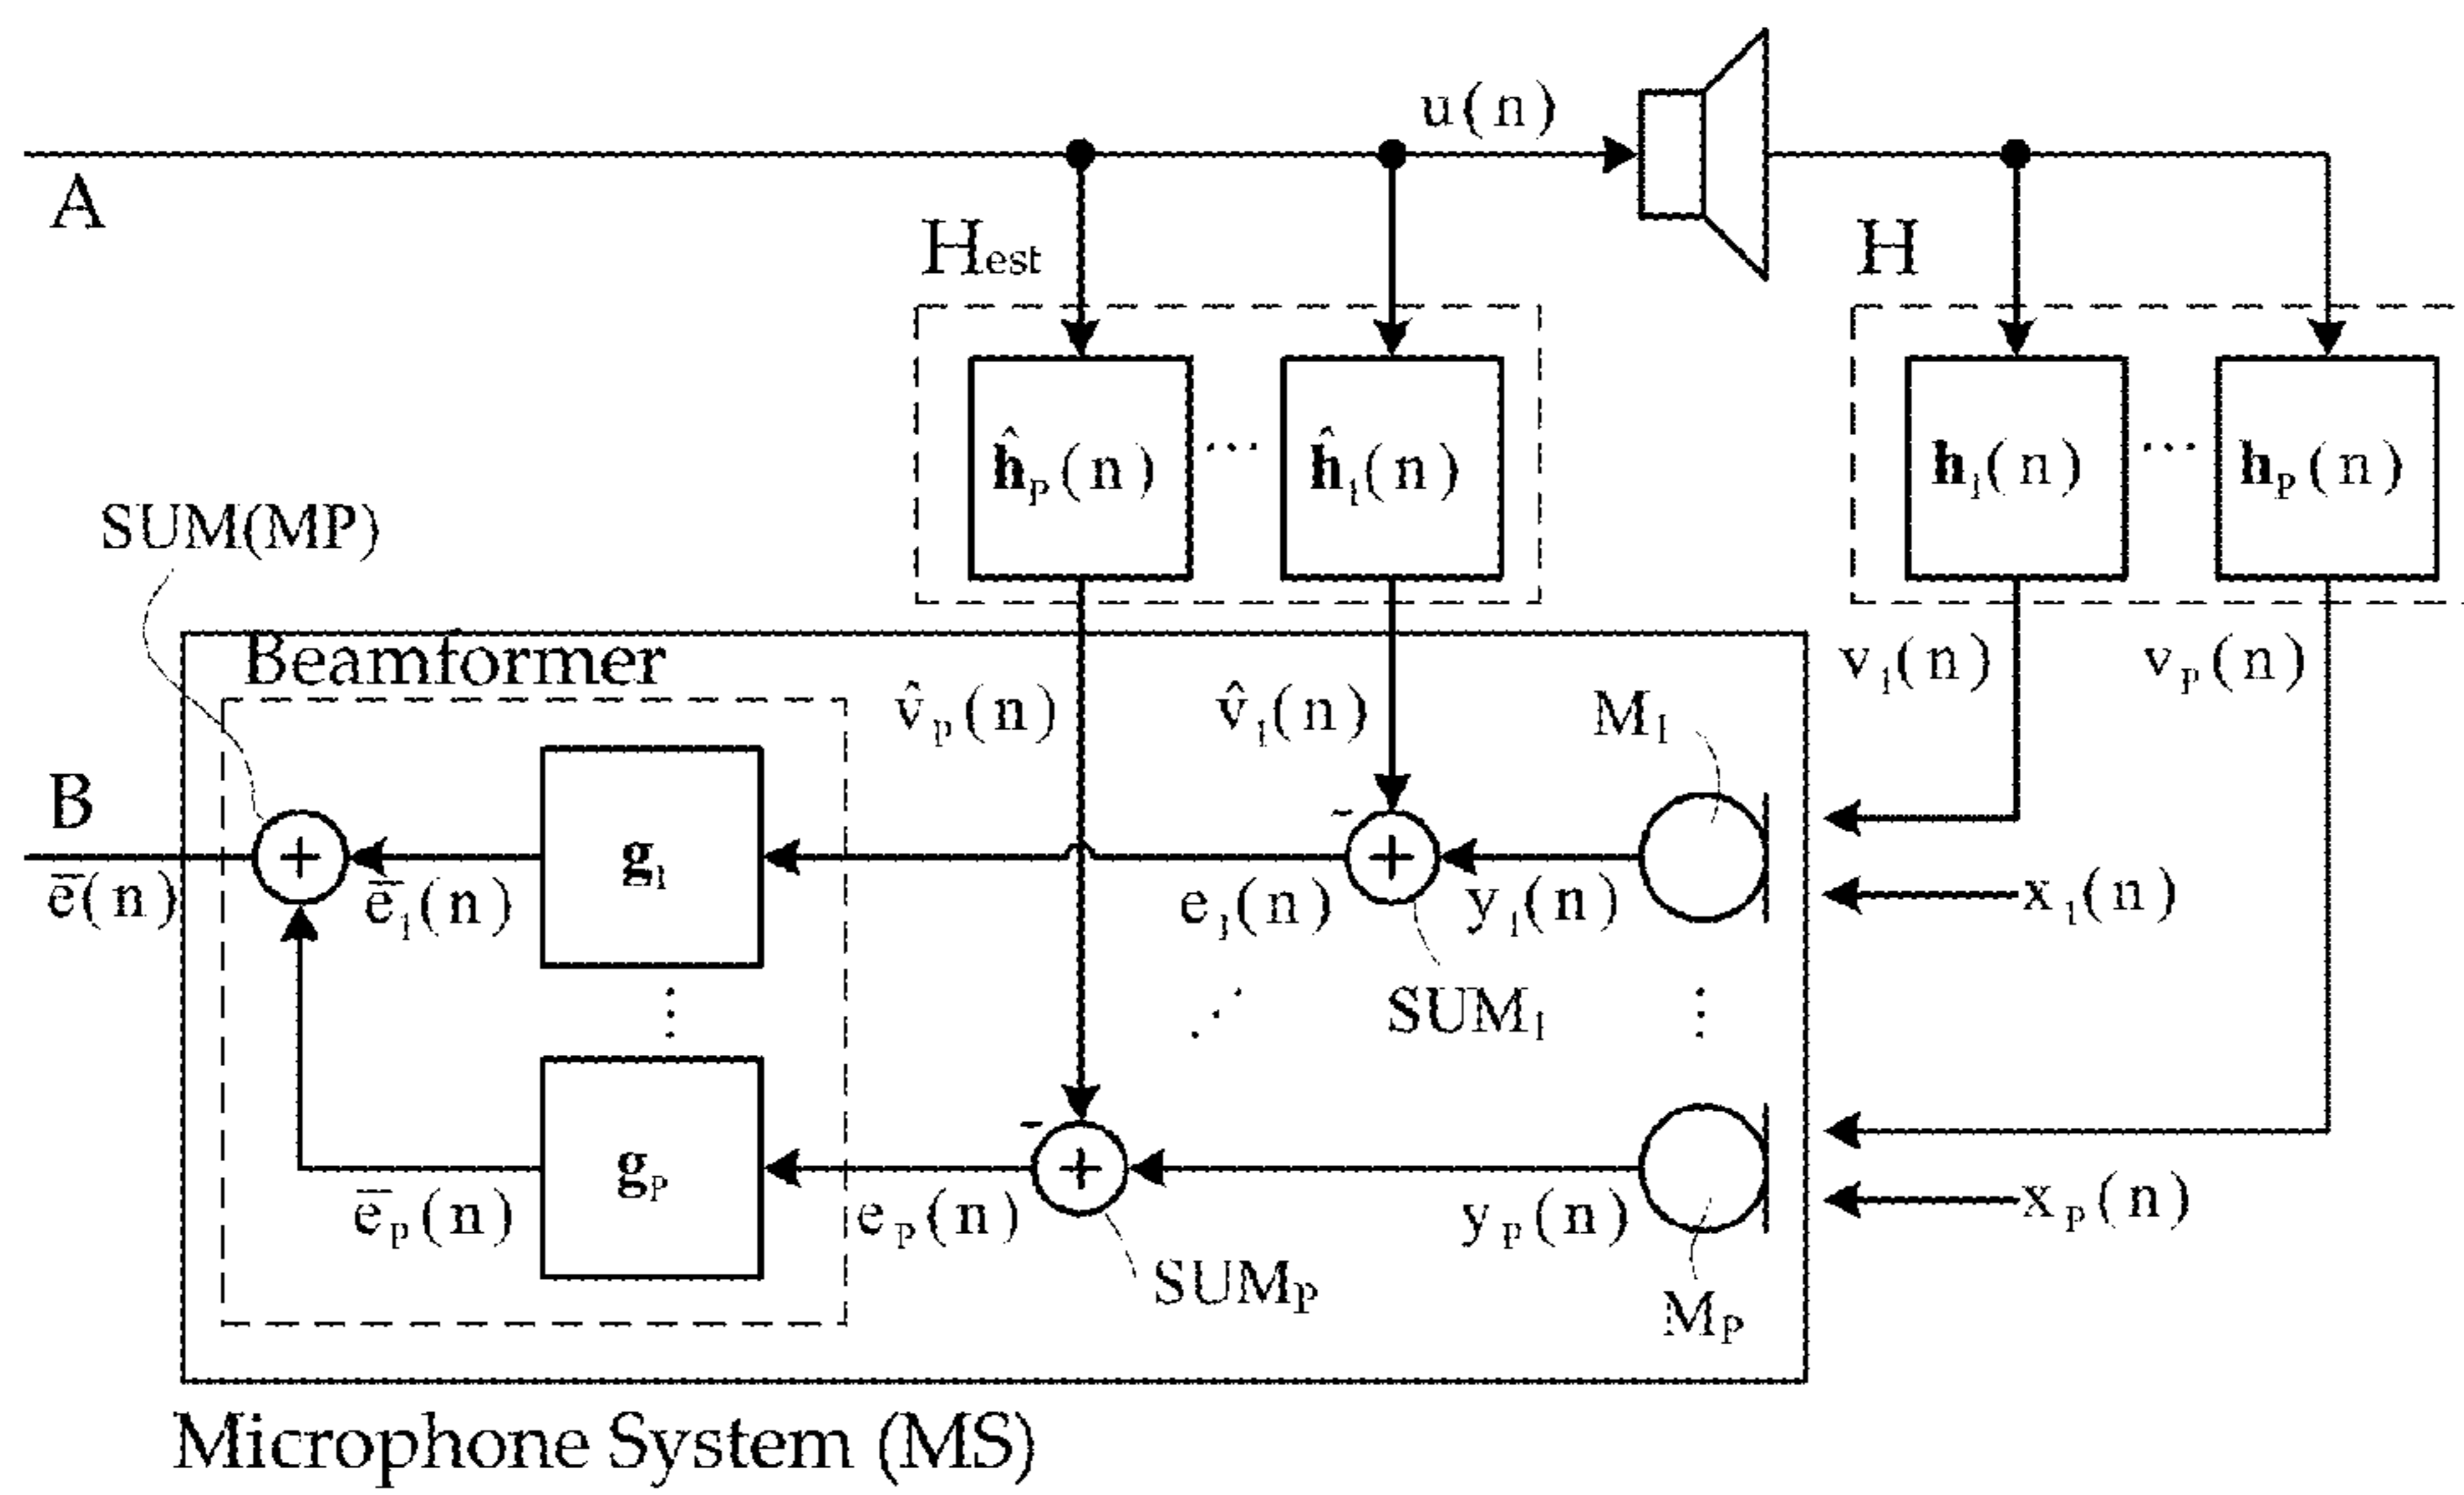 u(n)
A
Hest
H
ĥP(n) ... ĥ1(n)
h1(n) ... hP(n)
SUM(MP)
Beamformer
v̂P(n)
v̂1(n)
M1
v1(n)
vP(n)
B
-
+
g1
+
ē(n)
ē1(n)
e1(n)
y1(n)
x1(n)
SUM1
-
gP
+
ēP(n)
eP(n)
yP(n)
xP(n)
SUMP
MP
Microphone System (MS)